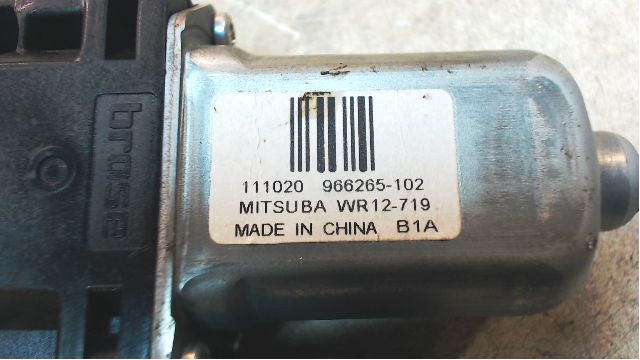 brose
111020 966265-102
MITSUBA WR12-719
MADE IN CHINA B1A